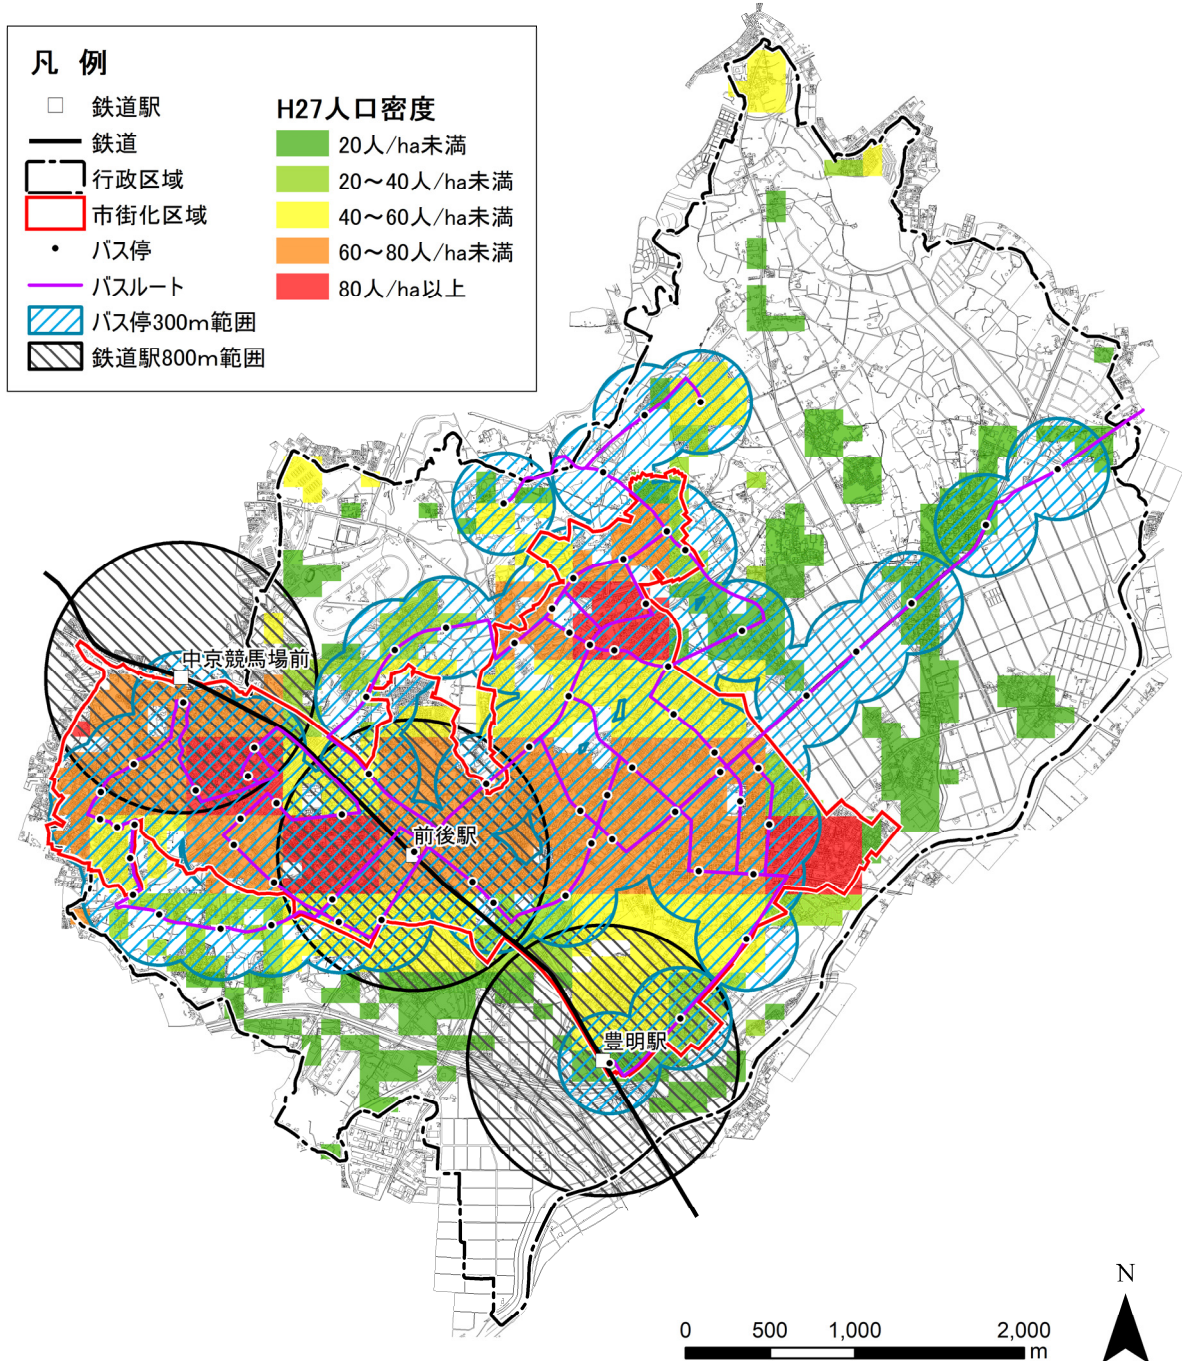 凡 例
鉄道駅
鉄道
行政区域
市街化区域
バス停
バスルート
バス停300m範囲
鉄道駅800m範囲
H27人口密度
20人/ha未満
20～40人/ha未満
40～60人/ha未満
60～80人/ha未満
80人/ha以上
中京競馬場前
前後駅
豊明駅
N
0 500 1,000 2,000
m